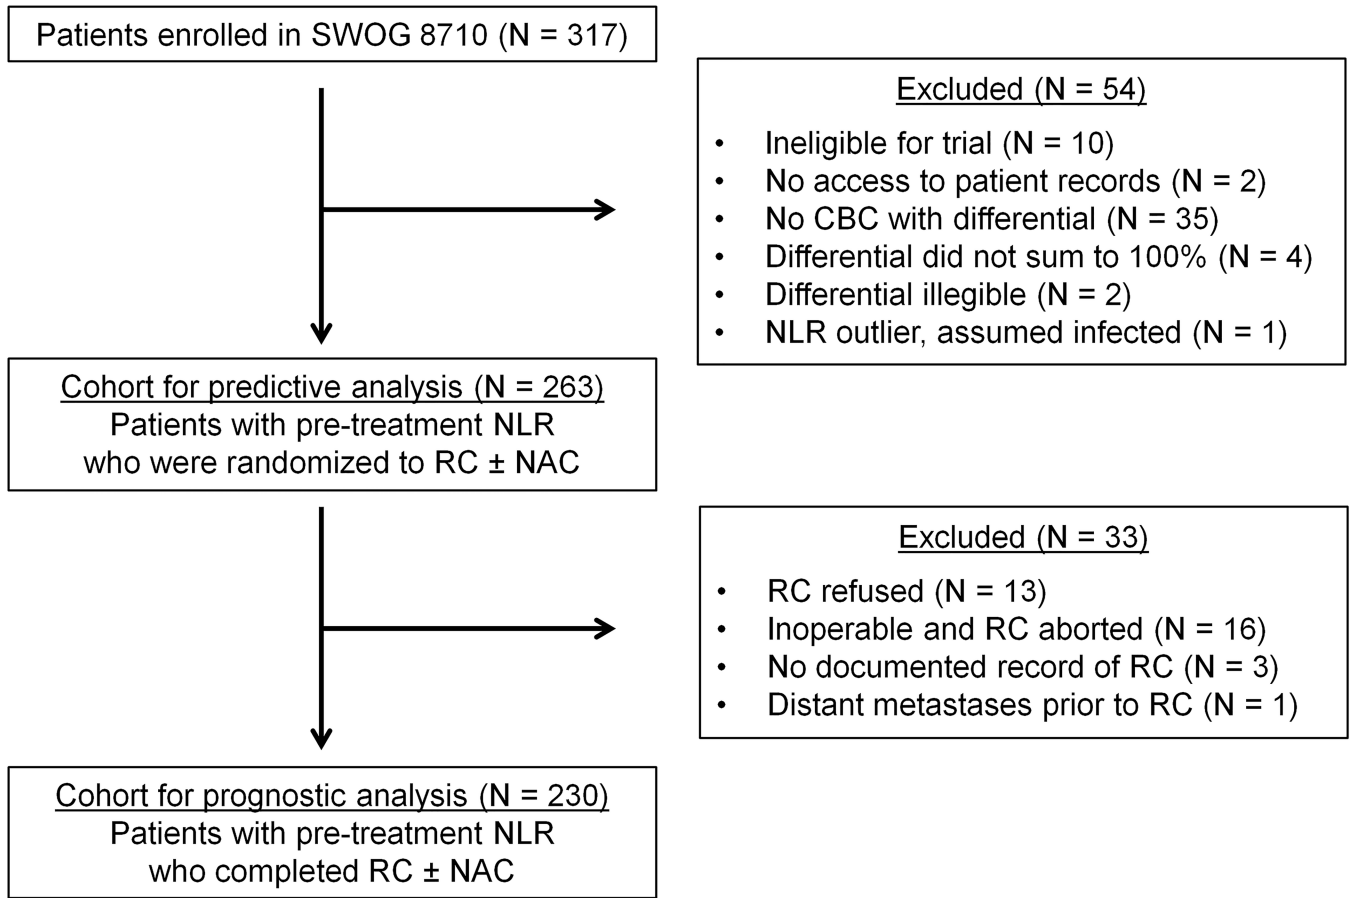 Patients enrolled in SWOG 8710 (N = 317)
Excluded (N = 54)
• Ineligible for trial (N = 10)
• No access to patient records (N = 2)
• No CBC with differential (N = 35)
• Differential did not sum to 100% (N = 4)
• Differential illegible (N = 2)
• NLR outlier, assumed infected (N = 1)
Cohort for predictive analysis (N = 263)
Patients with pre-treatment NLR
who were randomized to RC ± NAC
Excluded (N = 33)
• RC refused (N = 13)
• Inoperable and RC aborted (N = 16)
• No documented record of RC (N = 3)
• Distant metastases prior to RC (N = 1)
Cohort for prognostic analysis (N = 230)
Patients with pre-treatment NLR
who completed RC ± NAC